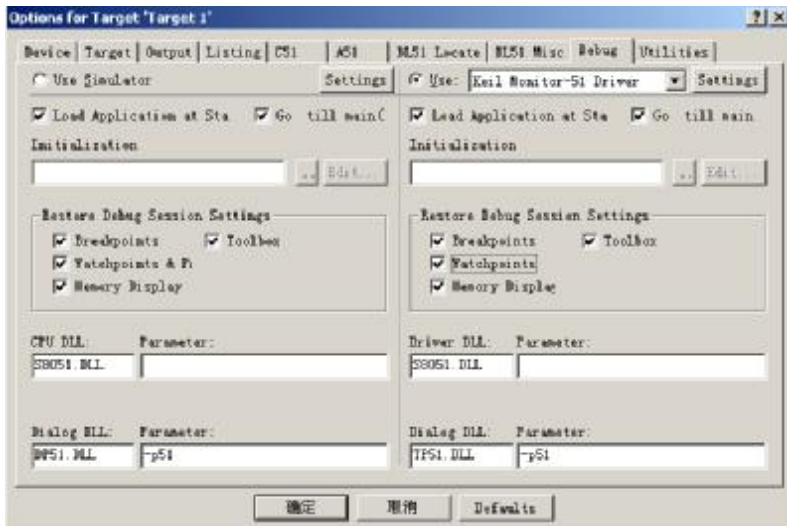 Options for Target 'Target 1'
Device Target Output Listing C51 A51 BL51 Locate BL51 Misc Debug Utilities
Use Simulator Settings Use: Keil Monitor-51 Driver Settings
Load Application at Sta Go till main( Load Application at Sta Go till main
Initialization Initialization
.. Edit... .. Edit...
Restore Debug Session Settings Restore Debug Session Settings
Breakpoints Toolbox Breakpoints Toolbox
Watchpoints & Pi Watchpoints
Memory Display Memory Display
CPU DLL: Parameter: Driver DLL: Parameter:
S8051.DLL S8051.DLL
Dialog DLL: Parameter: Dialog DLL: Parameter:
DP51.DLL -p51 TP51.DLL -p51
确定 取消 Defaults